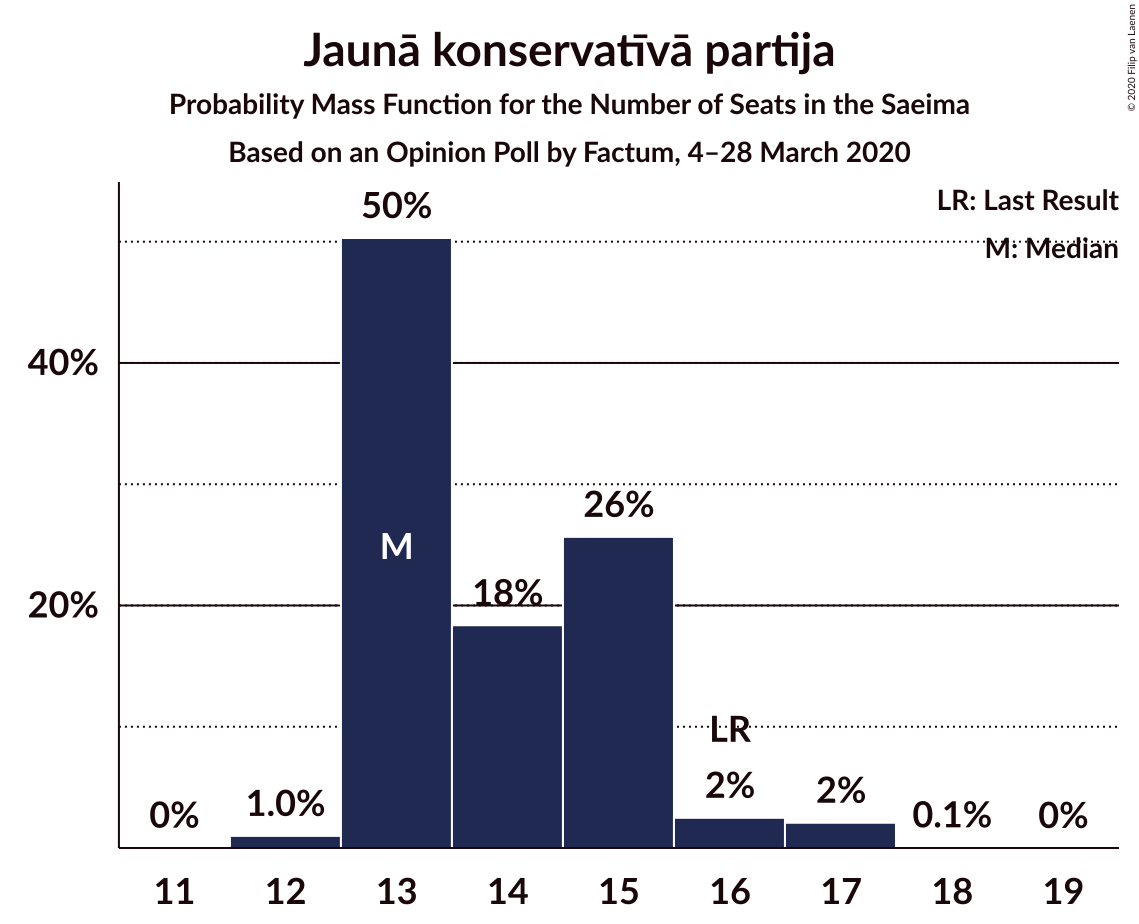 Jaunā konservatīvā partija
Probability Mass Function for the Number of Seats in the Saeima
Based on an Opinion Poll by Factum, 4–28 March 2020
© 2020 Filip van Laenen
LR: Last Result
M: Median
50%
40%
26%
M
18%
20%
LR
2%
2%
1.0%
0%
0.1%
0%
11 12 13 14 15 16 17 18 19